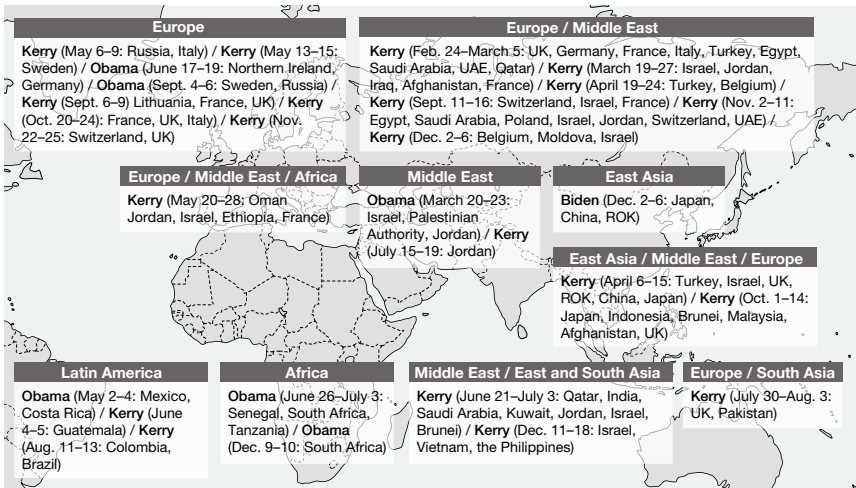 Europe
Kerry (May 6–9: Russia, Italy) / Kerry (May 13–15:
Sweden) / Obama (June 17–19: Northern Ireland,
Germany) / Obama (Sept. 4–6: Sweden, Russia) /
Kerry (Sept. 6–9) Lithuania, France, UK) / Kerry
(Oct. 20–24): France, UK, Italy) / Kerry (Nov.
22–25: Switzerland, UK)
Europe / Middle East
Kerry (Feb. 24–March 5: UK, Germany, France, Italy, Turkey, Egypt,
Saudi Arabia, UAE, Qatar) / Kerry (March 19–27: Israel, Jordan,
Iraq, Afghanistan, France) / Kerry (April 19–24: Turkey, Belgium) /
Kerry (Sept. 11–16: Switzerland, Israel, France) / Kerry (Nov. 2–11:
Egypt, Saudi Arabia, Poland, Israel, Jordan, Switzerland, UAE) /
Kerry (Dec. 2–6: Belgium, Moldova, Israel)
Europe / Middle East / Africa
Kerry (May 20–28: Oman
Jordan, Israel, Ethiopia, France)
Middle East
Obama (March 20–23:
Israel, Palestinian
Authority, Jordan) / Kerry
(July 15–19: Jordan)
East Asia
Biden (Dec. 2–6: Japan,
China, ROK)
East Asia / Middle East / Europe
Kerry (April 6–15: Turkey, Israel, UK,
ROK, China, Japan) / Kerry (Oct. 1–14:
Japan, Indonesia, Brunei, Malaysia,
Afghanistan, UK)
Latin America
Obama (May 2–4: Mexico,
Costa Rica) / Kerry (June
4–5: Guatemala) / Kerry
(Aug. 11–13: Colombia,
Brazil)
Africa
Obama (June 26–July 3:
Senegal, South Africa,
Tanzania) / Obama
(Dec. 9–10: South Africa)
Middle East / East and South Asia
Kerry (June 21–July 3: Qatar, India,
Saudi Arabia, Kuwait, Jordan, Israel,
Brunei) / Kerry (Dec. 11–18: Israel,
Vietnam, the Philippines)
Europe / South Asia
Kerry (July 30–Aug. 3:
UK, Pakistan)